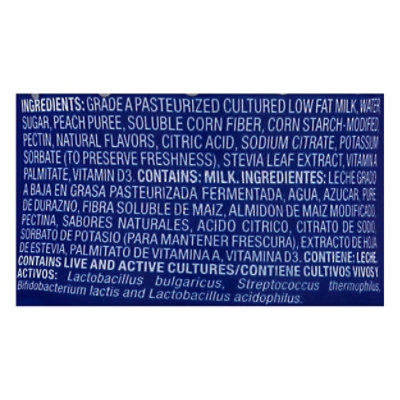 INGREDIENTS: GRADE A PASTEURIZED CULTURED LOW FAT MILK, WATER,
SUGAR, PEACH PUREE, SOLUBLE CORN FIBER, CORN STARCH-MODIFIED,
PECTIN, NATURAL FLAVORS, CITRIC ACID, SODIUM CITRATE, POTASSIUM
SORBATE (TO PRESERVE FRESHNESS), STEVIA LEAF EXTRACT, VITAMIN A
PALMITATE, VITAMIN D3. CONTAINS: MILK. INGREDIENTES: LECHE GRADO
A BAJA EN GRASA PASTEURIZADA FERMENTADA, AGUA, AZUCAR, PURE
DE DURAZNO, FIBRA SOLUBLE DE MAIZ, ALMIDON DE MAIZ MODIFICADO,
PECTINA, SABORES NATURALES, ACIDO CITRICO, CITRATO DE SODIO,
SORBATO DE POTASIO (PARA MANTENER FRESCURA), EXTRACTO DE HOJA
DE ESTEVIA, PALMITATO DE VITAMINA A, VITAMINA D3. CONTIENE: LECHE.
CONTAINS LIVE AND ACTIVE CULTURES/CONTIENE CULTIVOS VIVOS Y
ACTIVOS: Lactobacillus bulgaricus, Streptococcus thermophilus,
Bifidobacterium lactis and Lactobacillus acidophilus.